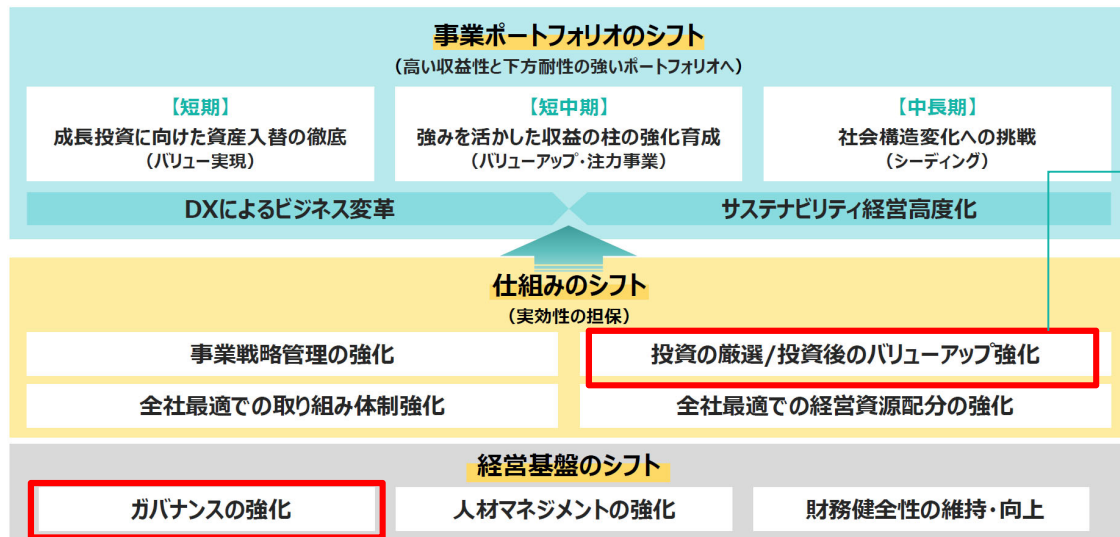 事業ポートフォリオのシフト
（高い収益性と下方耐性の強いポートフォリオへ）
【短期】
成長投資に向けた資産入替の徹底
（バリュー実現）
【短中期】
強みを活かした収益の柱の強化育成
（バリューアップ・注力事業）
【中長期】
社会構造変化への挑戦
（シーディング）
DXによるビジネス変革
サステナビリティ経営高度化
仕組みのシフト
（実効性の担保）
事業戦略管理の強化
投資の厳選/投資後のバリューアップ強化
全社最適での取り組み体制強化
全社最適での経営資源配分の強化
経営基盤のシフト
ガバナンスの強化
人材マネジメントの強化
財務健全性の維持・向上